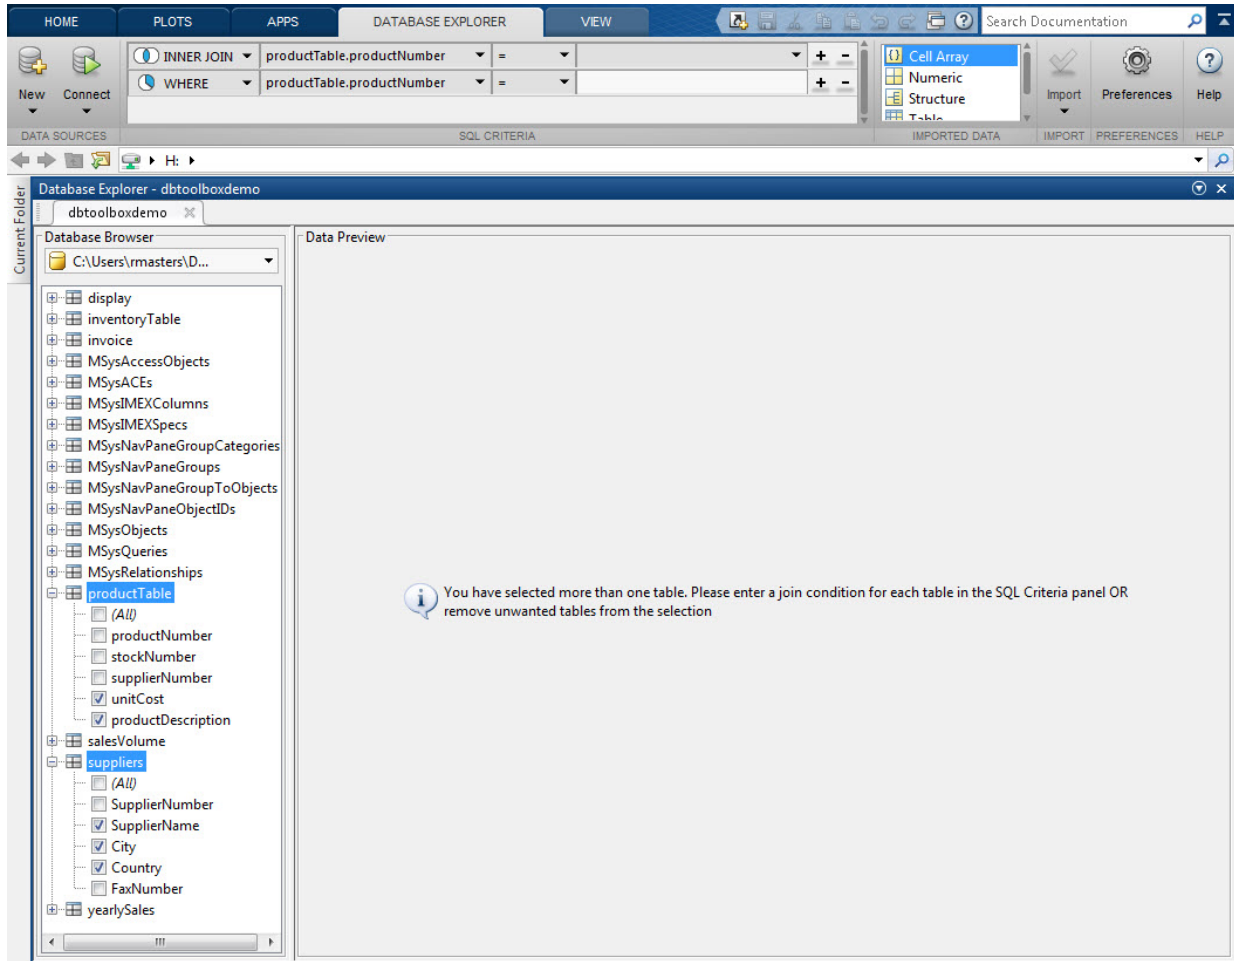 HOME PLOTS APPS DATABASE EXPLORER VIEW Search Documentation
INNER JOIN productTable.productNumber = + -
WHERE productTable.productNumber = + -
Cell Array
Numeric
Structure
Table
New Connect Import Preferences Help
DATA SOURCES SQL CRITERIA IMPORTED DATA IMPORT PREFERENCES HELP
H:
Current Folder
Database Explorer - dbtoolboxdemo
dbtoolboxdemo
Database Browser
C:\Users\rmasters\D...
display
inventoryTable
invoice
MSysAccessObjects
MSysACEs
MSysIMEXColumns
MSysIMEXSpecs
MSysNavPaneGroupCategories
MSysNavPaneGroups
MSysNavPaneGroupToObjects
MSysNavPaneObjectIDs
MSysObjects
MSysQueries
MSysRelationships
productTable
(All)
productNumber
stockNumber
supplierNumber
unitCost
productDescription
salesVolume
suppliers
(All)
SupplierNumber
SupplierName
City
Country
FaxNumber
yearlySales
Data Preview
You have selected more than one table. Please enter a join condition for each table in the SQL Criteria panel OR
remove unwanted tables from the selection